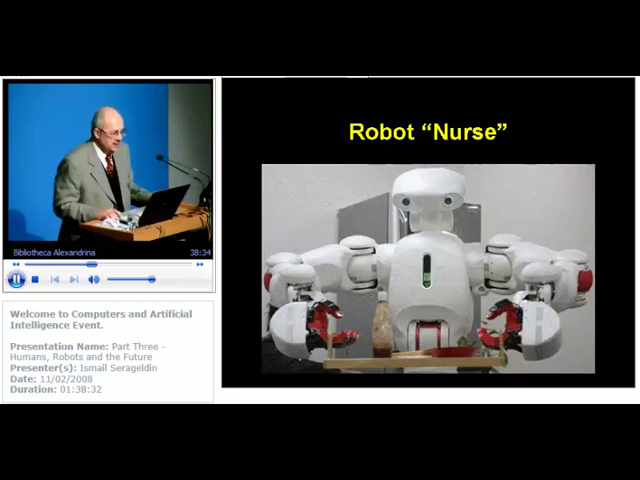 Robot “Nurse”
Bibliotheca Alexandrina 38:34
Welcome to Computers and Artificial
Intelligence Event.
Presentation Name: Part Three -
Humans, Robots and the Future
Presenter(s): Ismail Serageldin
Date: 11/02/2008
Duration: 01:38:32